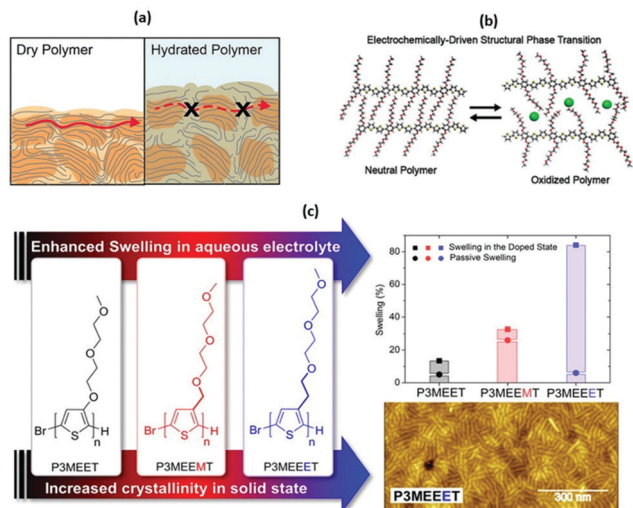 (a)
Dry Polymer
Hydrated Polymer
X
X
(b)
Electrochemically-Driven Structural Phase Transition
Neutral Polymer
Oxidized Polymer
(c)
Enhanced Swelling in aqueous electrolyte
O
O
O
Br
S
n
H
P3MEET
O
O
O
Br
S
n
H
P3MEEMT
O
O
O
Br
S
n
H
P3MEEET
Increased crystallinity in solid state
Swelling (%)
80
60
40
20
0
Swelling in the Doped State
Passive Swelling
P3MEET
P3MEEMT
P3MEEET
P3MEEET
300 nm